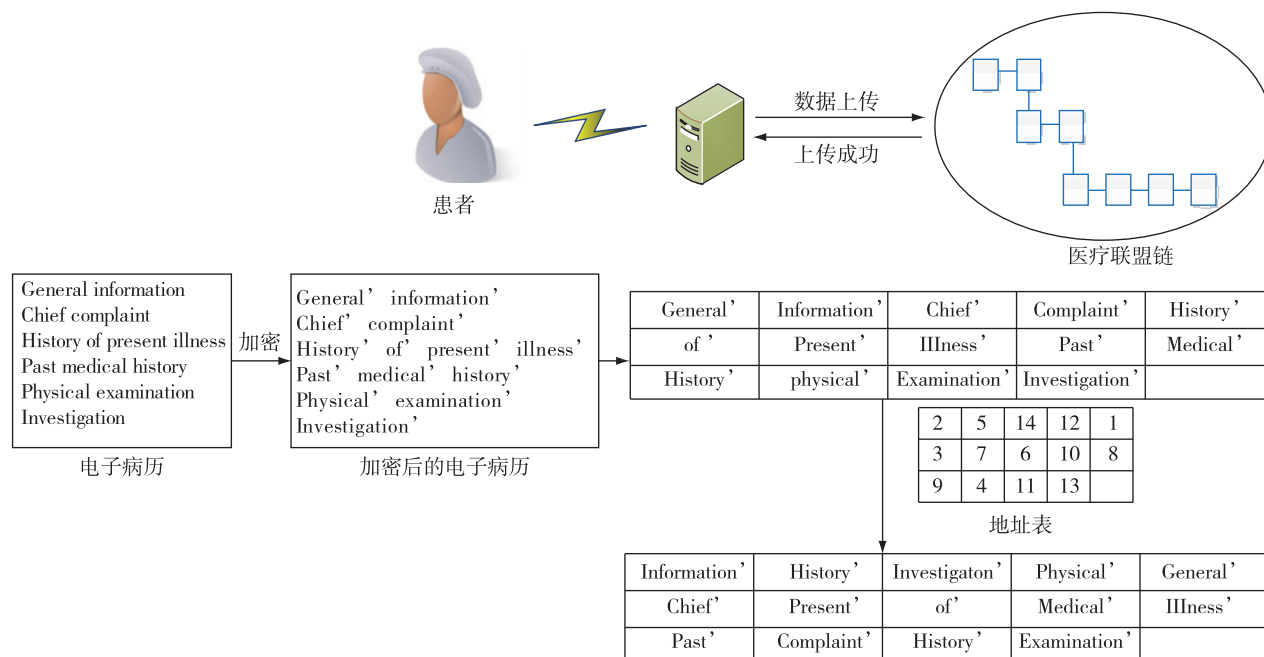 数据上传
上传成功
患者
医疗联盟链
General information
Chief complaint
History of present illness
Past medical history
Physical examination
Investigation
电子病历
加密
General’ information’
Chief’ complaint’
History’ of’ present’ illness’
Past’ medical’ history’
Physical’ examination’
Investigation’
加密后的电子病历
General’ Information’ Chief’ Complaint’ History’
of’ Present’ IIIness’ Past’ Medical’
History’ physical’ Examination’ Investigation’
2 5 14 12 1
3 7 6 10 8
9 4 11 13
地址表
Information’ History’ Investigaton’ Physical’ General’
Chief’ Present’ of’ Medical’ IIIness’
Past’ Complaint’ History’ Examination’